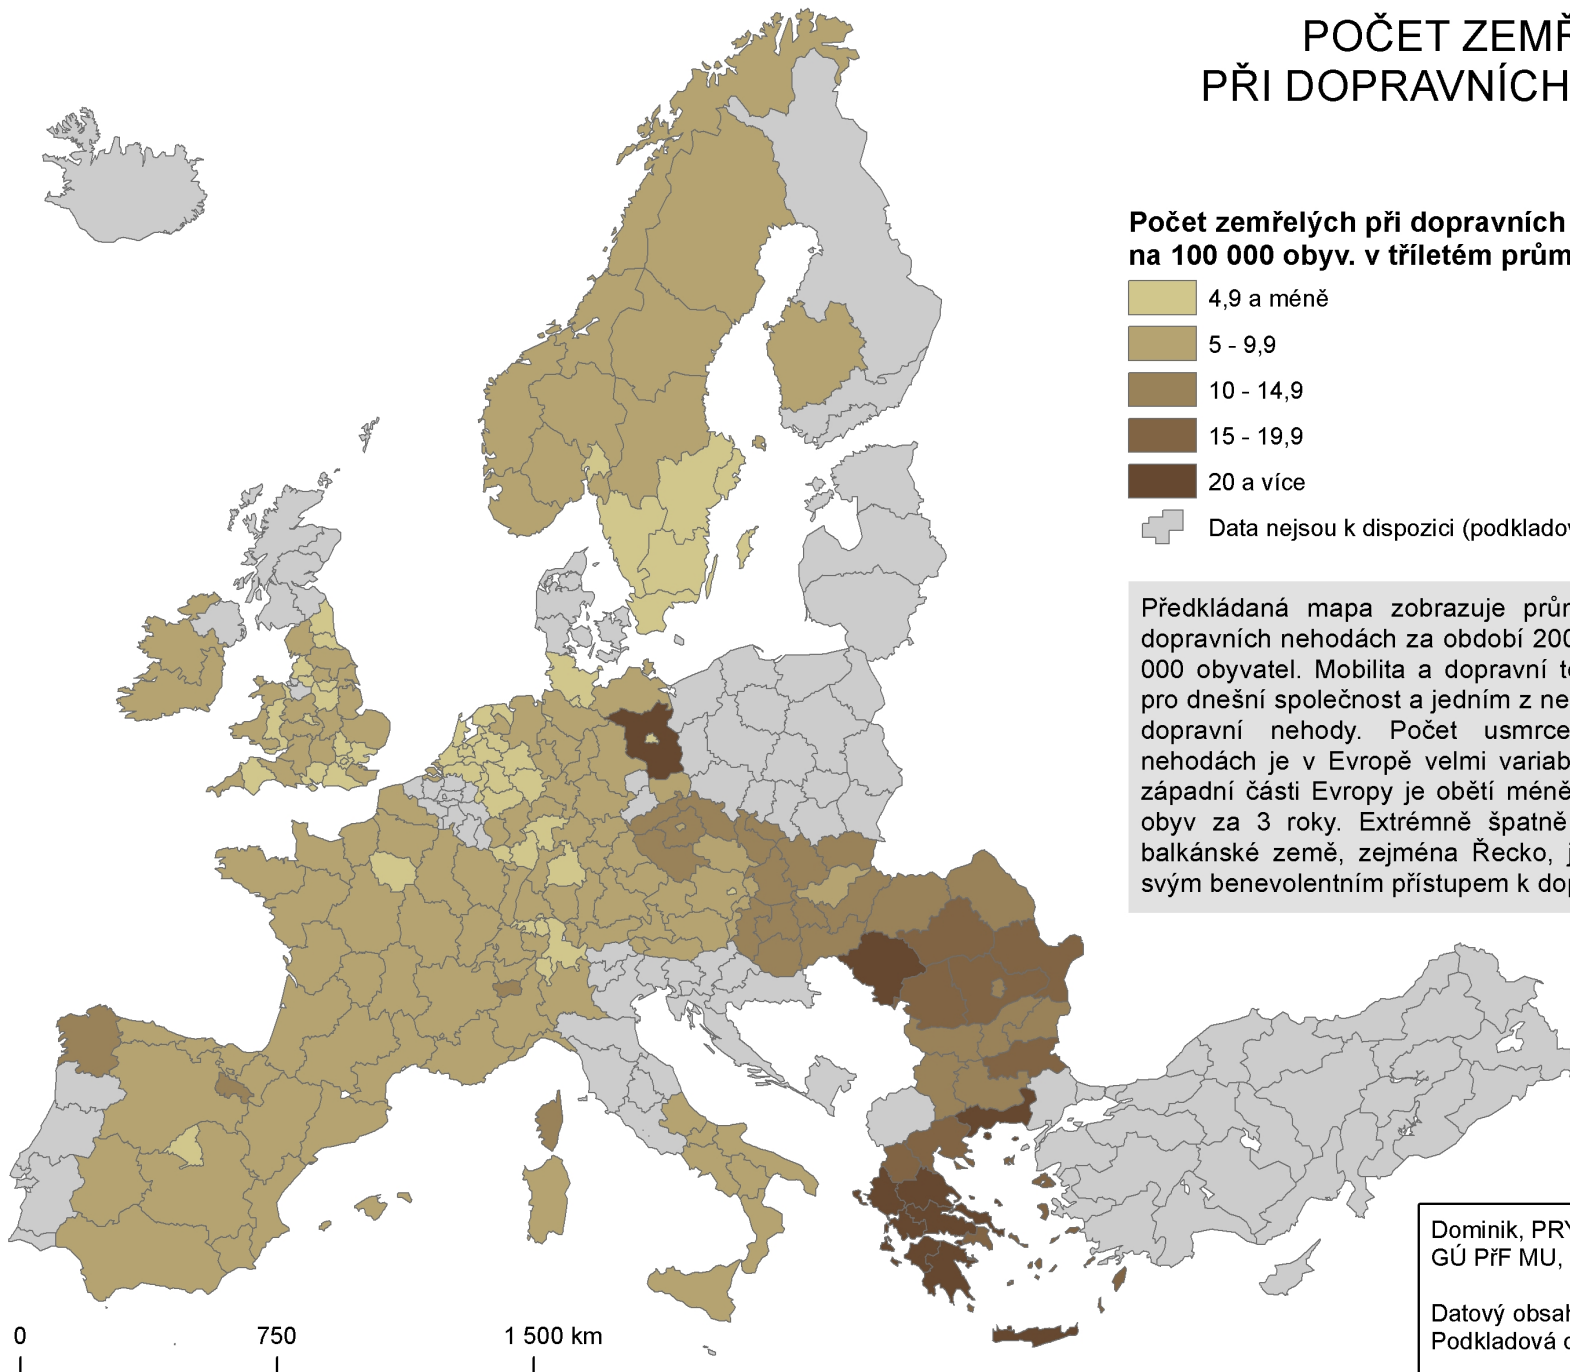 POČET ZEMŘ
PŘI DOPRAVNÍCH
Počet zemřelých při dopravních
na 100 000 obyv. v tříletém prům
4,9 a méně
5 - 9,9
10 - 14,9
15 - 19,9
20 a více
Data nejsou k dispozici (podkladov
Předkládaná mapa zobrazuje prům
dopravních nehodách za období 200
000 obyvatel. Mobilita a dopravní te
pro dnešní společnost a jedním z ne
dopravní nehody. Počet usmrce
nehodách je v Evropě velmi variab
západní části Evropy je obětí méně
obyv za 3 roky. Extrémně špatně
balkánské země, zejména Řecko, j
svým benevolentním přístupem k dop
Dominik, PRY
GÚ PřF MU,
Datový obsah
Podkladová d
0 750 1 500 km